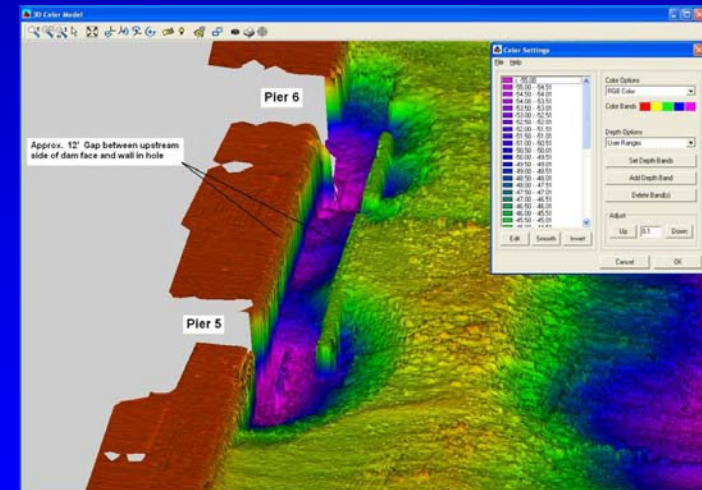 3D Color Model
Pier 6
Approx. 12' Gap between upstream
side of dam face and wall in hole
Pier 5
Color Settings
File Help
-55.00 - -54.51
-54.50 - -54.01
-54.00 - -53.51
-53.50 - -53.01
-53.00 - -52.51
-52.50 - -52.01
-52.00 - -51.51
-51.50 - -51.01
-51.00 - -50.51
-50.50 - -50.01
-50.00 - -49.51
-49.50 - -49.01
-49.00 - -48.51
-48.50 - -48.01
-48.00 - -47.51
-47.50 - -47.01
-47.00 - -46.51
-46.50 - -46.01
-46.00 - -45.51
-45.50 - -45.01
Edit Smooth Invert
Color Options
RGB Color
Color Bands
Depth Options
User Ranges
Set Depth Bands
Add Depth Band
Delete Band(s)
Adjust
Up 0.1 Down
Cancel OK